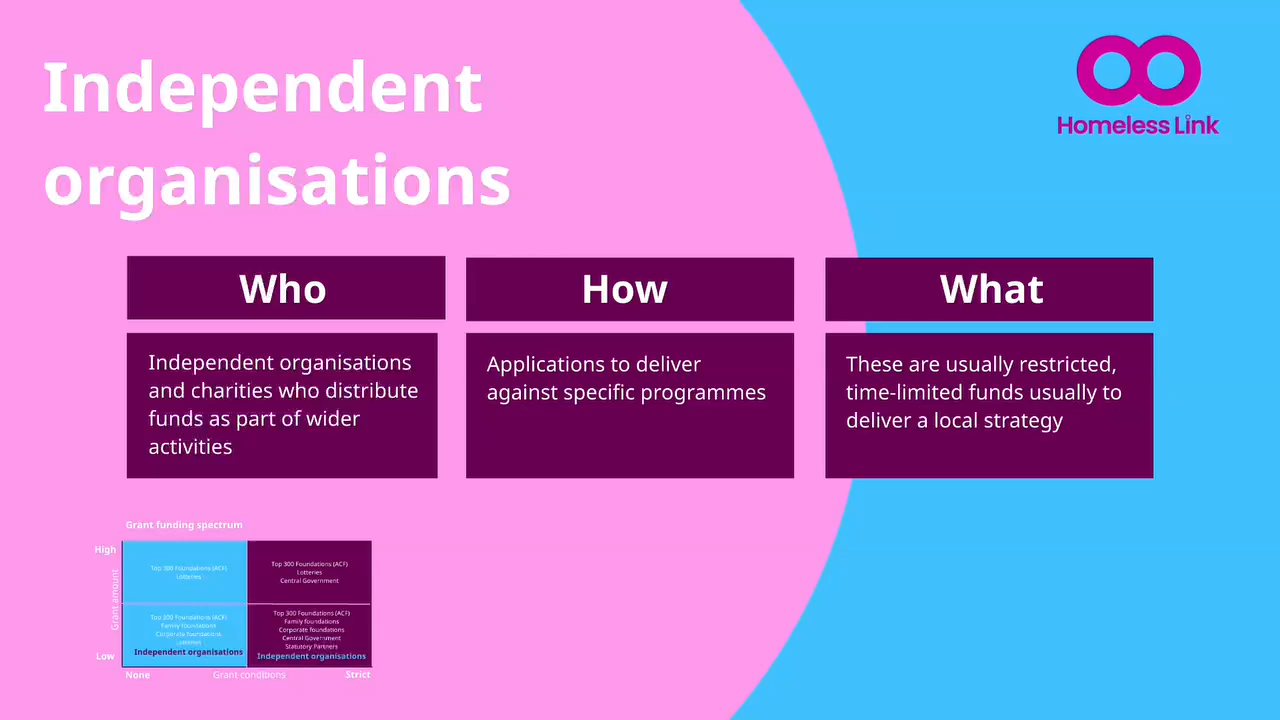 Independent
organisations
Homeless Link
Who
Independent organisations
and charities who distribute
funds as part of wider
activities
How
Applications to deliver
against specific programmes
What
These are usually restricted,
time-limited funds usually to
deliver a local strategy
Grant funding spectrum
High
Grant amount
Low
Top 300 Foundations (ACF)
Lotteries
Top 300 Foundations (ACF)
Lotteries
Central Government
Top 300 Foundations (ACF)
Family foundations
Corporate foundations
Lotteries
Independent organisations
Top 300 Foundations (ACF)
Family foundations
Corporate foundations
Central Government
Statutory Partners
Independent organisations
None
Grant conditions
Strict